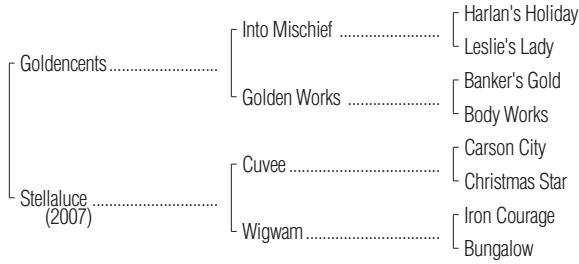 Harlan's Holiday
Into Mischief
Leslie's Lady
Goldencents
Banker's Gold
Golden Works
Body Works
Carson City
Cuvee
Christmas Star
Stellaluce
(2007)
Iron Courage
Wigwam
Bungalow